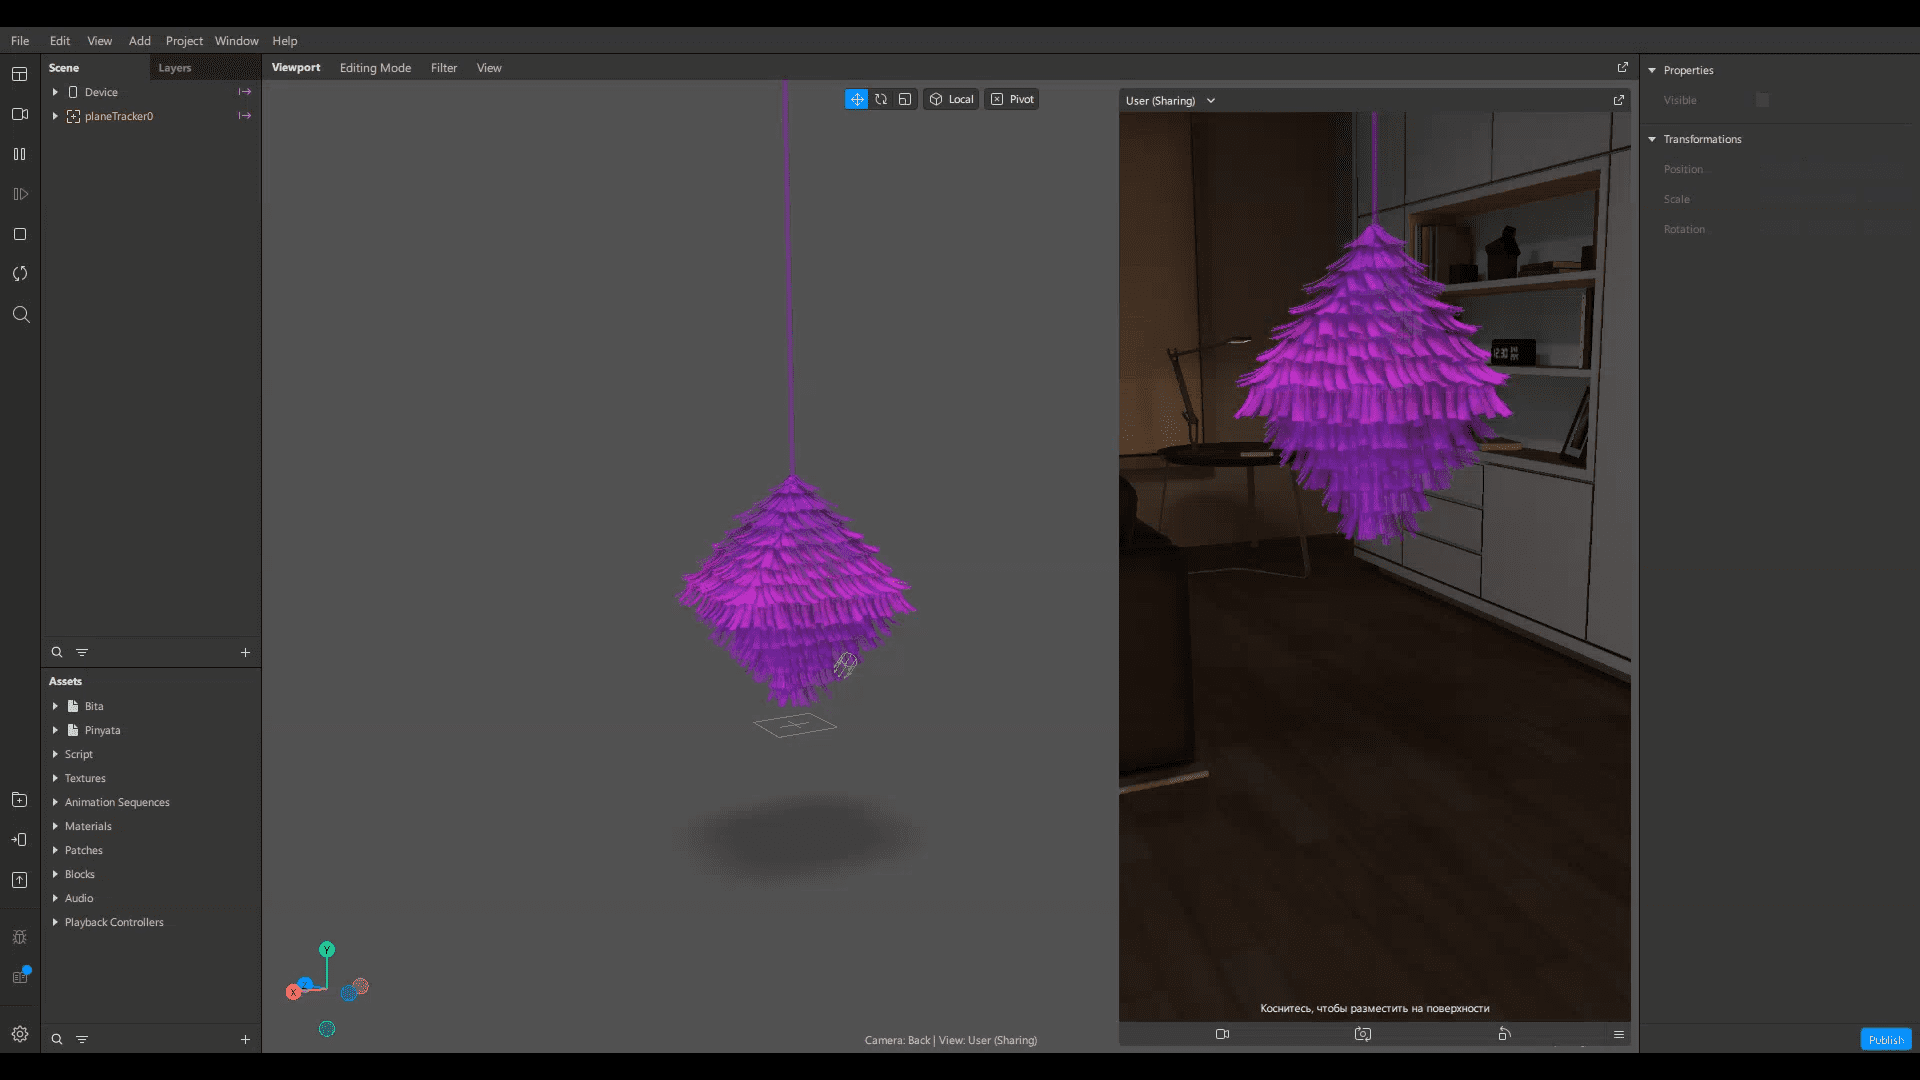 File Edit View Add Project Window Help
Scene Layers
Viewport Editing Mode Filter View
Properties
Device
planeTracker0
Local Pivot
User (Sharing)
Visible
Transformations
Position
Scale
Rotation
12:30
Assets
Bita
Pinyata
Script
Textures
Animation Sequences
Materials
Patches
Blocks
Audio
Playback Controllers
Y
X
Коснитесь, чтобы разместить на поверхности
Camera: Back | View: User (Sharing)
Publish